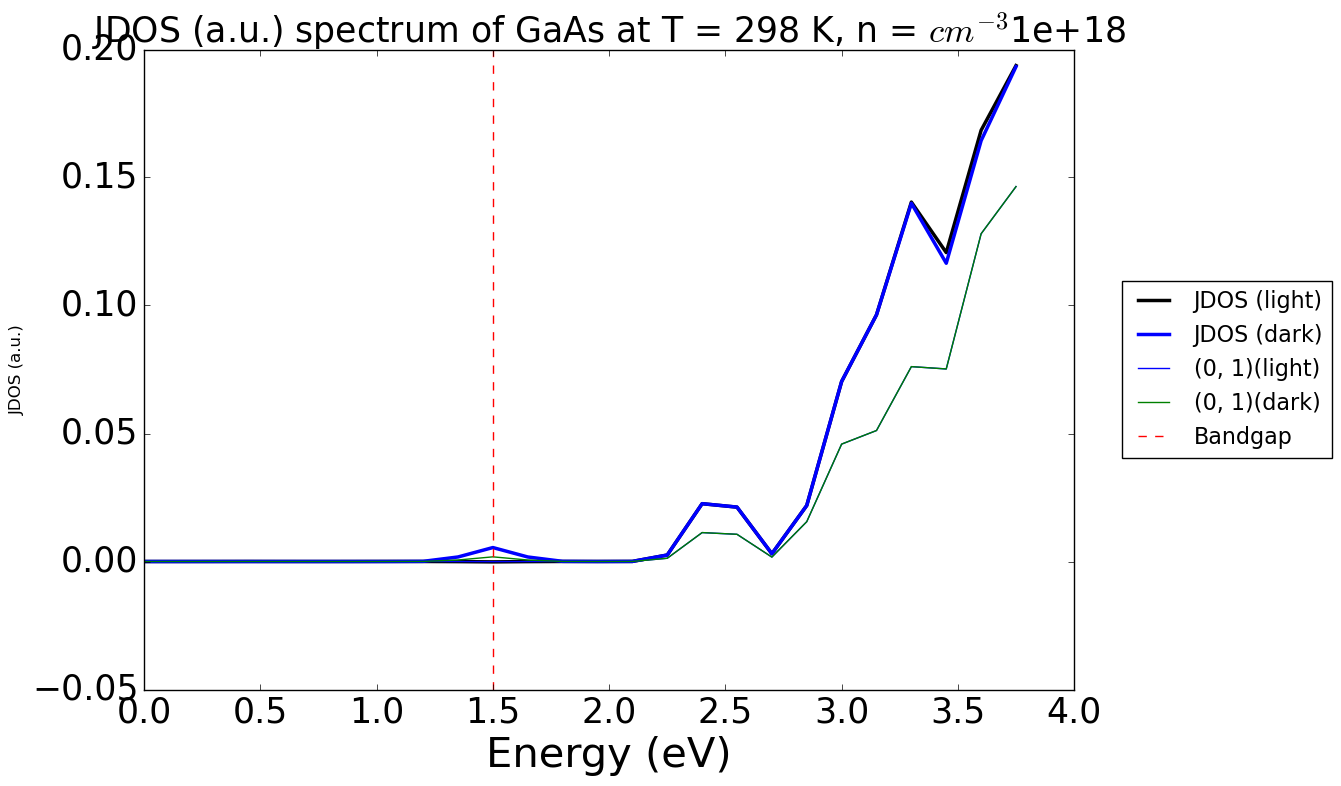 JDOS (a.u.) spectrum of GaAs at T = 298 K, n = cm⁻³1e+18
0.20
0.15
0.10
0.05
0.00
−0.05
JDOS (a.u.)
0.0 0.5 1.0 1.5 2.0 2.5 3.0 3.5 4.0
Energy (eV)
JDOS (light)
JDOS (dark)
(0, 1)(light)
(0, 1)(dark)
Bandgap